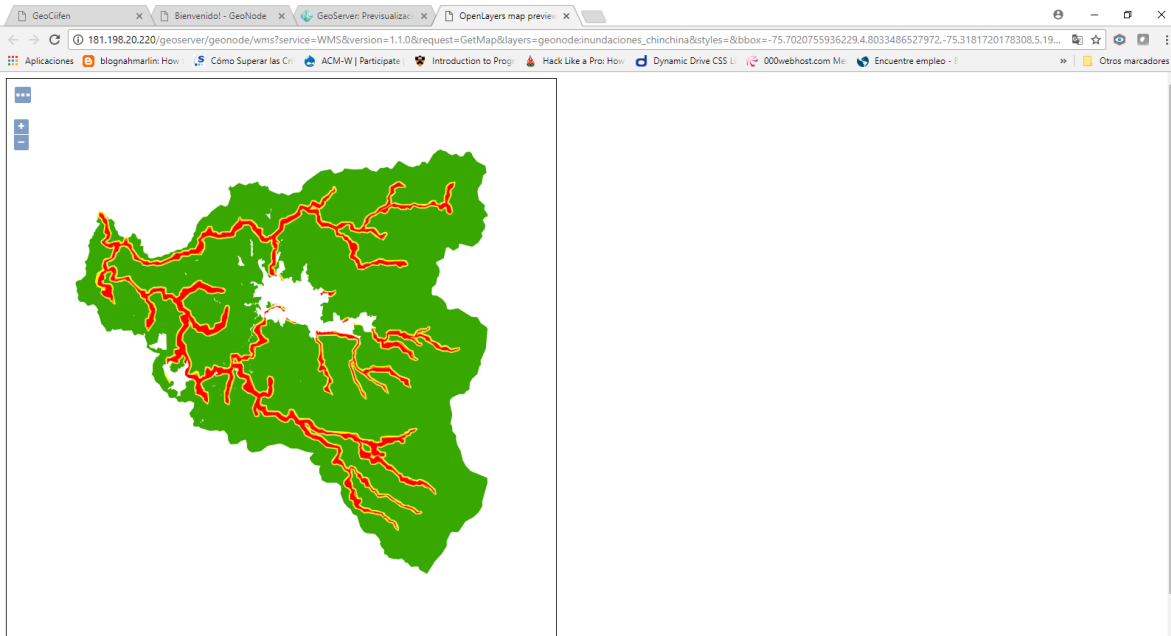 GeoCiifen
Bienvenido! - GeoNode
GeoServer: Previsualizaci
OpenLayers map preview
181.198.20.220/geoserver/geonode/wms?service=WMS&version=1.1.0&request=GetMap&layers=geonode:inundaciones_chinchina&styles=&bbox=-75.7020755936229,4.8033486527972,-75.3181720178308,5.19...
Aplicaciones
blognahmarlin: How
Cómo Superar las Cri
ACM-W | Participate
Introduction to Progr
Hack Like a Pro: How
Dynamic Drive CSS Li
000webhost.com Me
Encuentre empleo - E
»
Otros marcadores
+
−